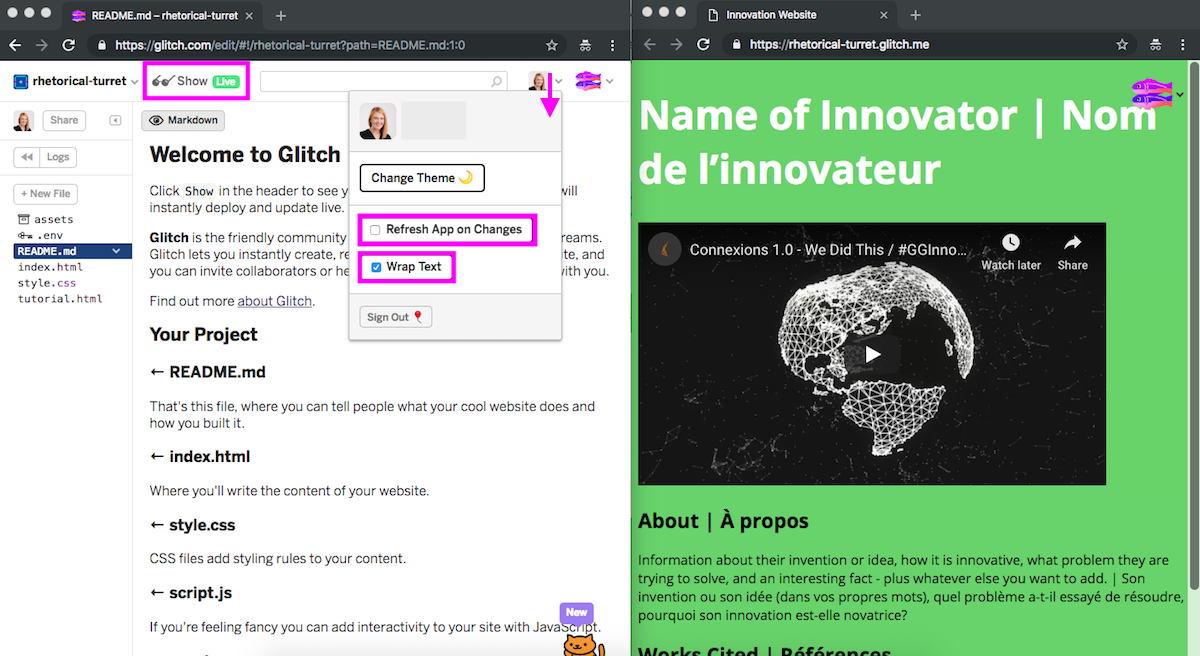 README.md – rhetorical-turret
https://glitch.com/edit/#!/rhetorical-turret?path=README.md:1:0
rhetorical-turret
Show Live
Share
Markdown
Logs
+ New File
assets
.env
README.md
index.html
style.css
tutorial.html
Welcome to Glitch
Click Show in the header to see y
will
instantly deploy and update live.
Glitch is the friendly community
reams.
Glitch lets you instantly create, re
te, and
you can invite collaborators or he
with you.
Find out more about Glitch.
Your Project
← README.md
That's this file, where you can tell people what your cool website does and
how you built it.
← index.html
Where you'll write the content of your website.
← style.css
CSS files add styling rules to your content.
← script.js
If you're feeling fancy you can add interactivity to your site with JavaScript.
New
Change Theme
Refresh App on Changes
Wrap Text
Sign Out
Innovation Website
https://rhetorical-turret.glitch.me
Name of Innovator | Nom
de l’innovateur
Connexions 1.0 - We Did This / #GGInno...
Watch later
Share
About | À propos
Information about their invention or idea, how it is innovative, what problem they are
trying to solve, and an interesting fact - plus whatever else you want to add. | Son
invention ou son idée (dans vos propres mots), quel problème a-t-il essayé de résoudre,
pourquoi son innovation est-elle novatrice?
Works Cited | Références